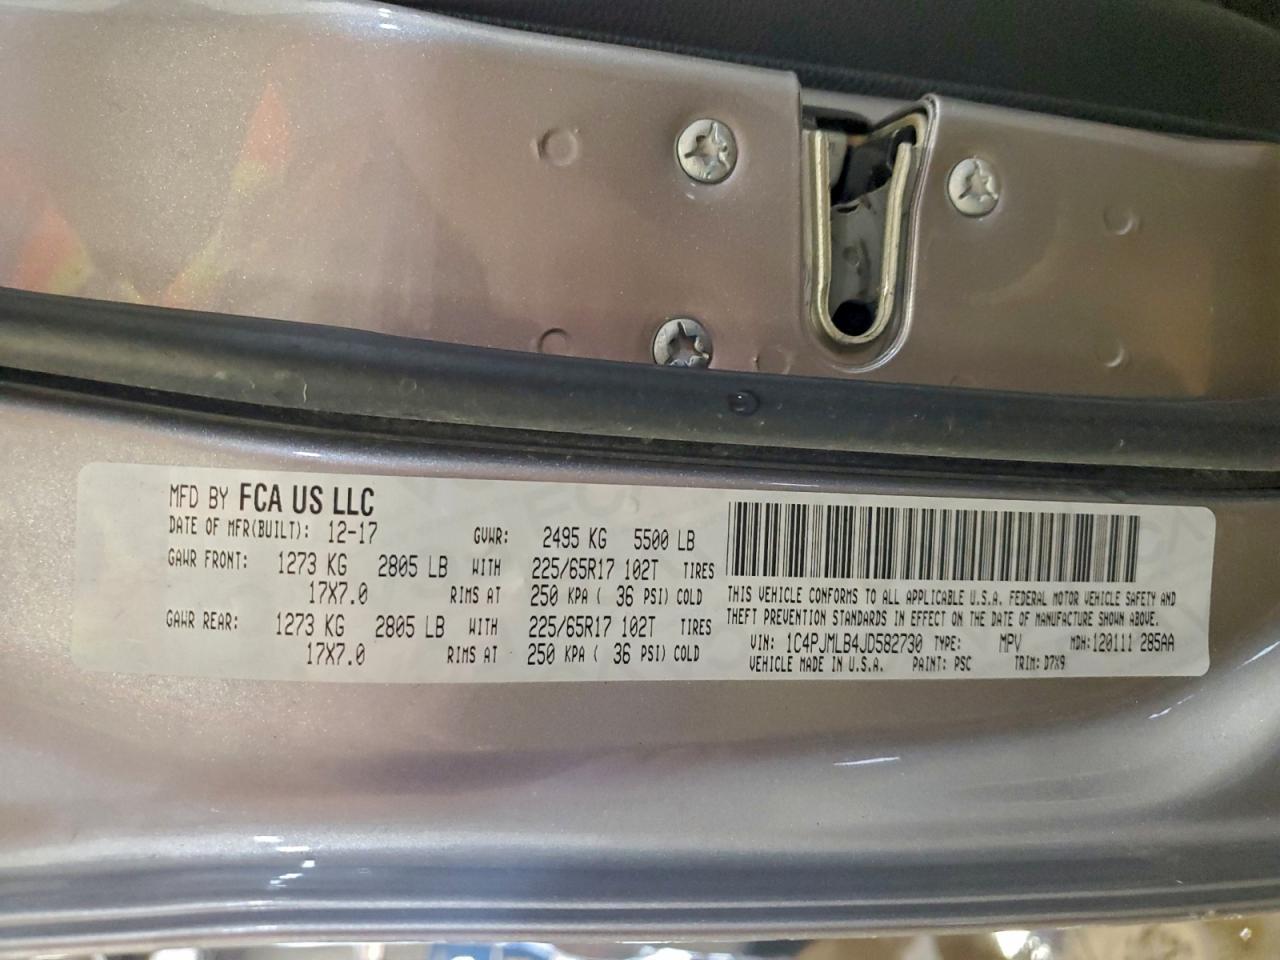 MFD BY FCA US LLC
DATE OF MFR(BUILT): 12-17 GVWR: 2495 KG 5500 LB
GAWR FRONT: 1273 KG 2805 LB WITH 225/65R17 102T TIRES
17X7.0 RIMS AT 250 KPA ( 36 PSI) COLD
GAWR REAR: 1273 KG 2805 LB WITH 225/65R17 102T TIRES
17X7.0 RIMS AT 250 KPA ( 36 PSI) COLD
THIS VEHICLE CONFORMS TO ALL APPLICABLE U.S.A. FEDERAL MOTOR VEHICLE SAFETY AND
THEFT PREVENTION STANDARDS IN EFFECT ON THE DATE OF MANUFACTURE SHOWN ABOVE.
VIN: 1C4PJMLB4JD582730 TYPE: MPV MDH: 120111 285AA
VEHICLE MADE IN U.S.A. PAINT: PSC TRIM: D7X9